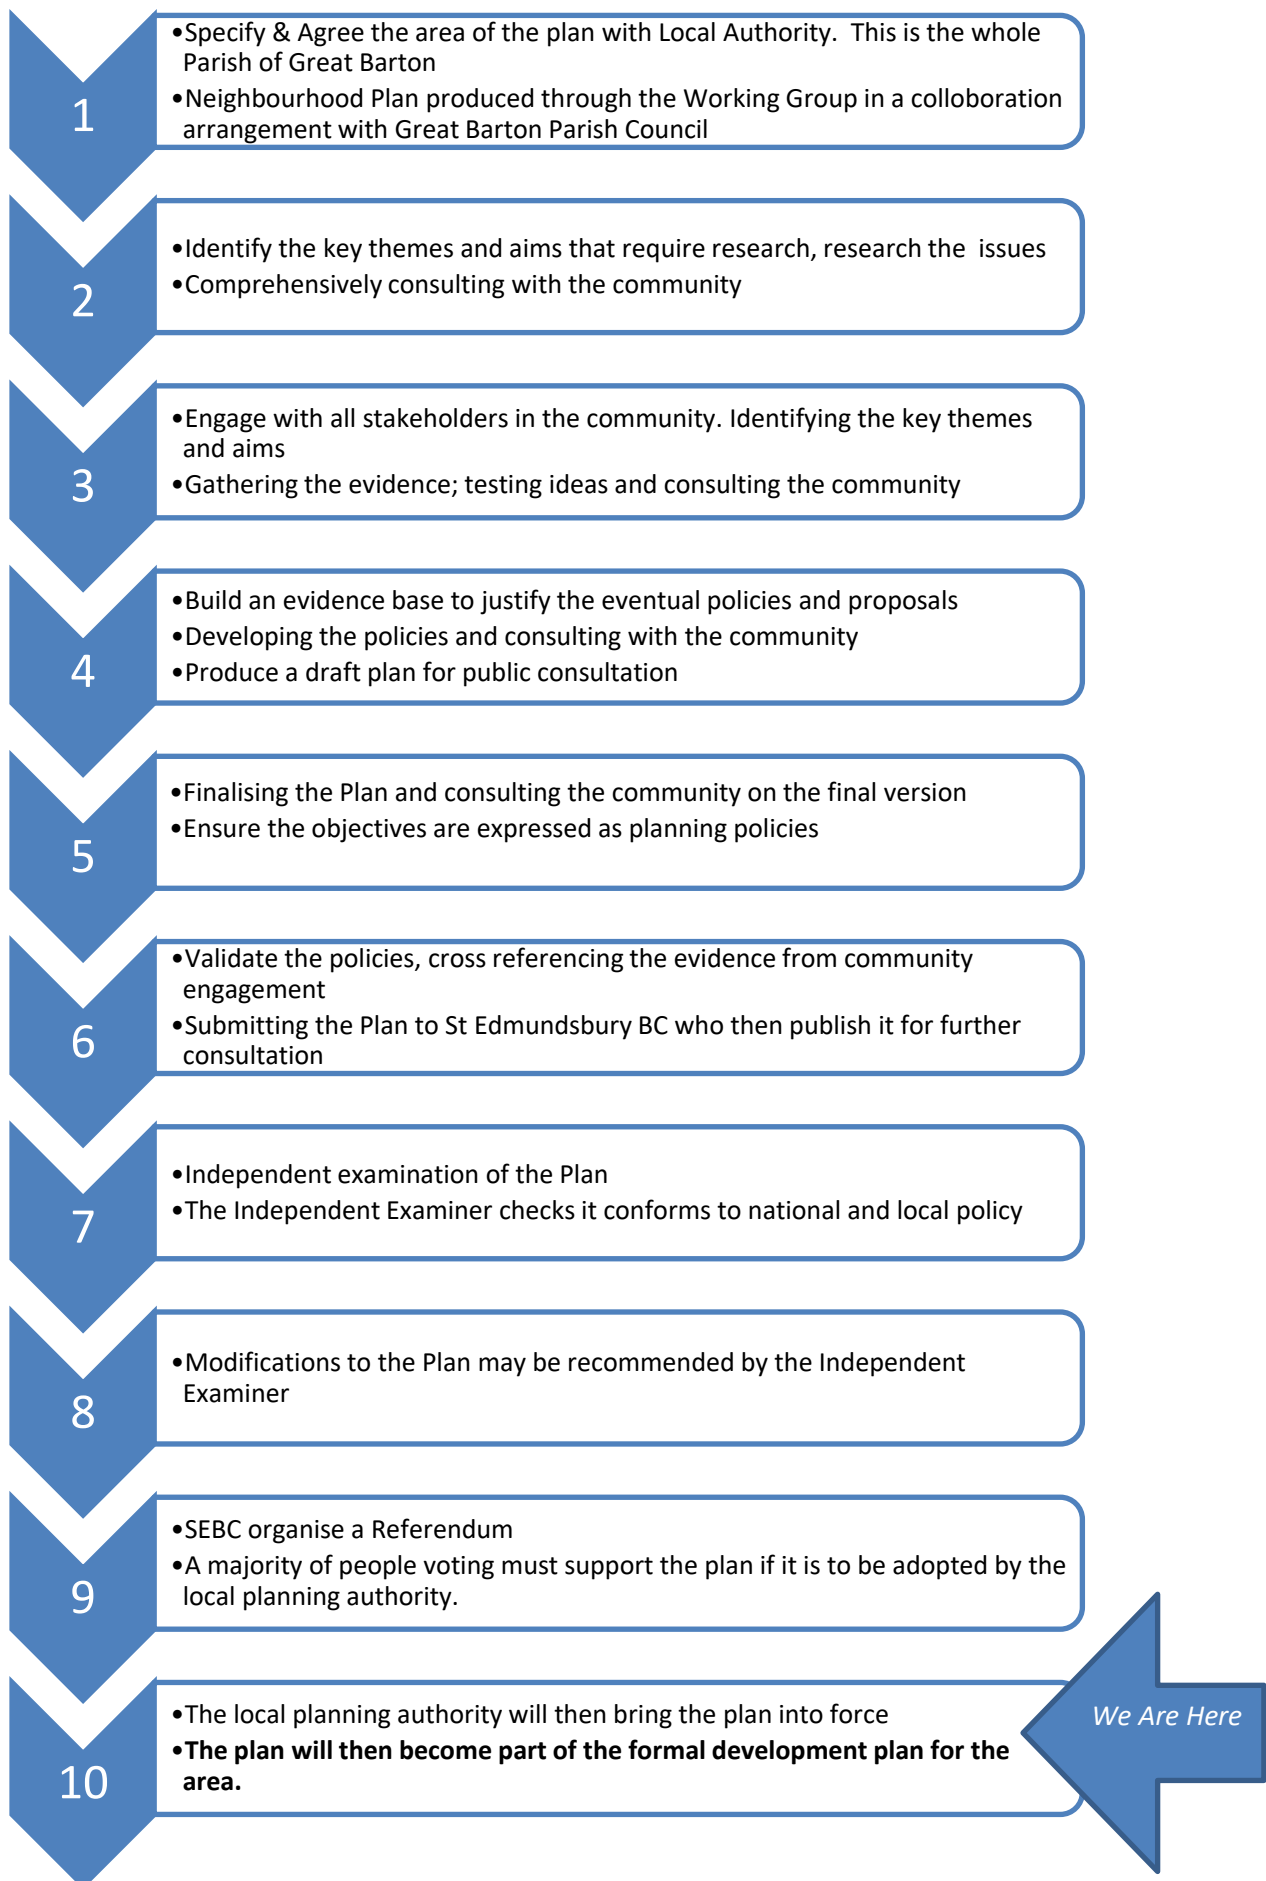 1
•Specify & Agree the area of the plan with Local Authority.  This is the whole
Parish of Great Barton
•Neighbourhood Plan produced through the Working Group in a colloboration
arrangement with Great Barton Parish Council
2
•Identify the key themes and aims that require research, research the  issues
•Comprehensively consulting with the community
3
•Engage with all stakeholders in the community. Identifying the key themes
and aims
•Gathering the evidence; testing ideas and consulting the community
4
•Build an evidence base to justify the eventual policies and proposals
•Developing the policies and consulting with the community
•Produce a draft plan for public consultation
5
•Finalising the Plan and consulting the community on the final version
•Ensure the objectives are expressed as planning policies
6
•Validate the policies, cross referencing the evidence from community
engagement
•Submitting the Plan to St Edmundsbury BC who then publish it for further
consultation
7
•Independent examination of the Plan
•The Independent Examiner checks it conforms to national and local policy
8
•Modifications to the Plan may be recommended by the Independent
Examiner
9
•SEBC organise a Referendum
•A majority of people voting must support the plan if it is to be adopted by the
local planning authority.
10
•The local planning authority will then bring the plan into force
•The plan will then become part of the formal development plan for the
area.
We Are Here